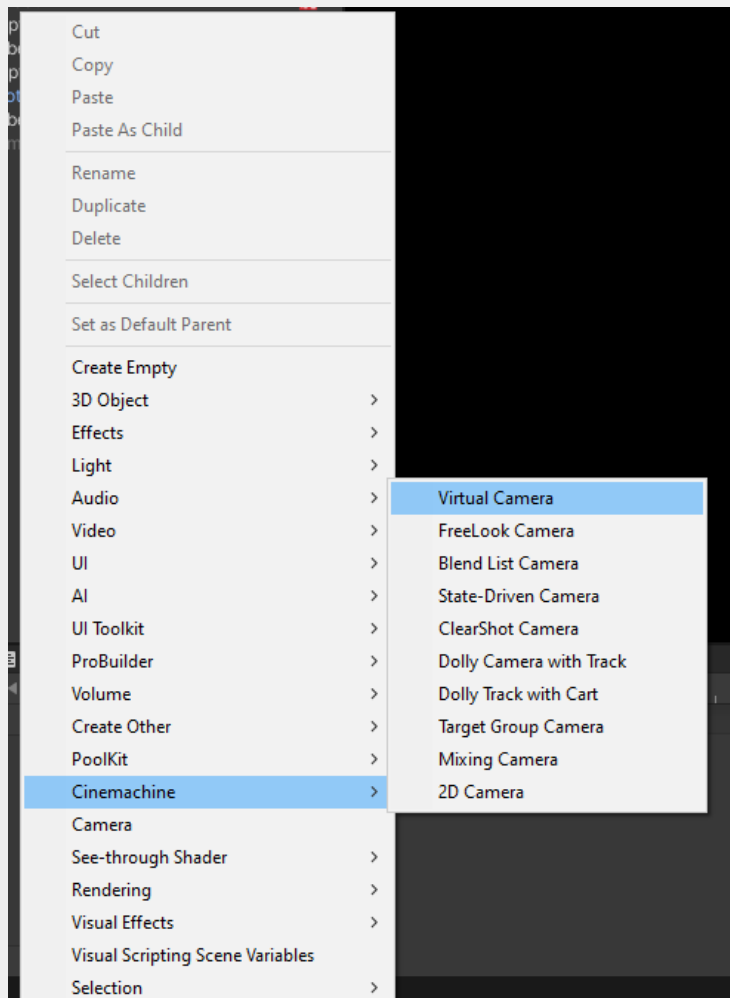 Cut
Copy
Paste
Paste As Child
Rename
Duplicate
Delete
Select Children
Set as Default Parent
Create Empty
3D Object
Effects
Light
Audio
Video
UI
AI
UI Toolkit
ProBuilder
Volume
Create Other
PoolKit
Cinemachine
Camera
See-through Shader
Rendering
Visual Effects
Visual Scripting Scene Variables
Selection
Virtual Camera
FreeLook Camera
Blend List Camera
State-Driven Camera
ClearShot Camera
Dolly Camera with Track
Dolly Track with Cart
Target Group Camera
Mixing Camera
2D Camera